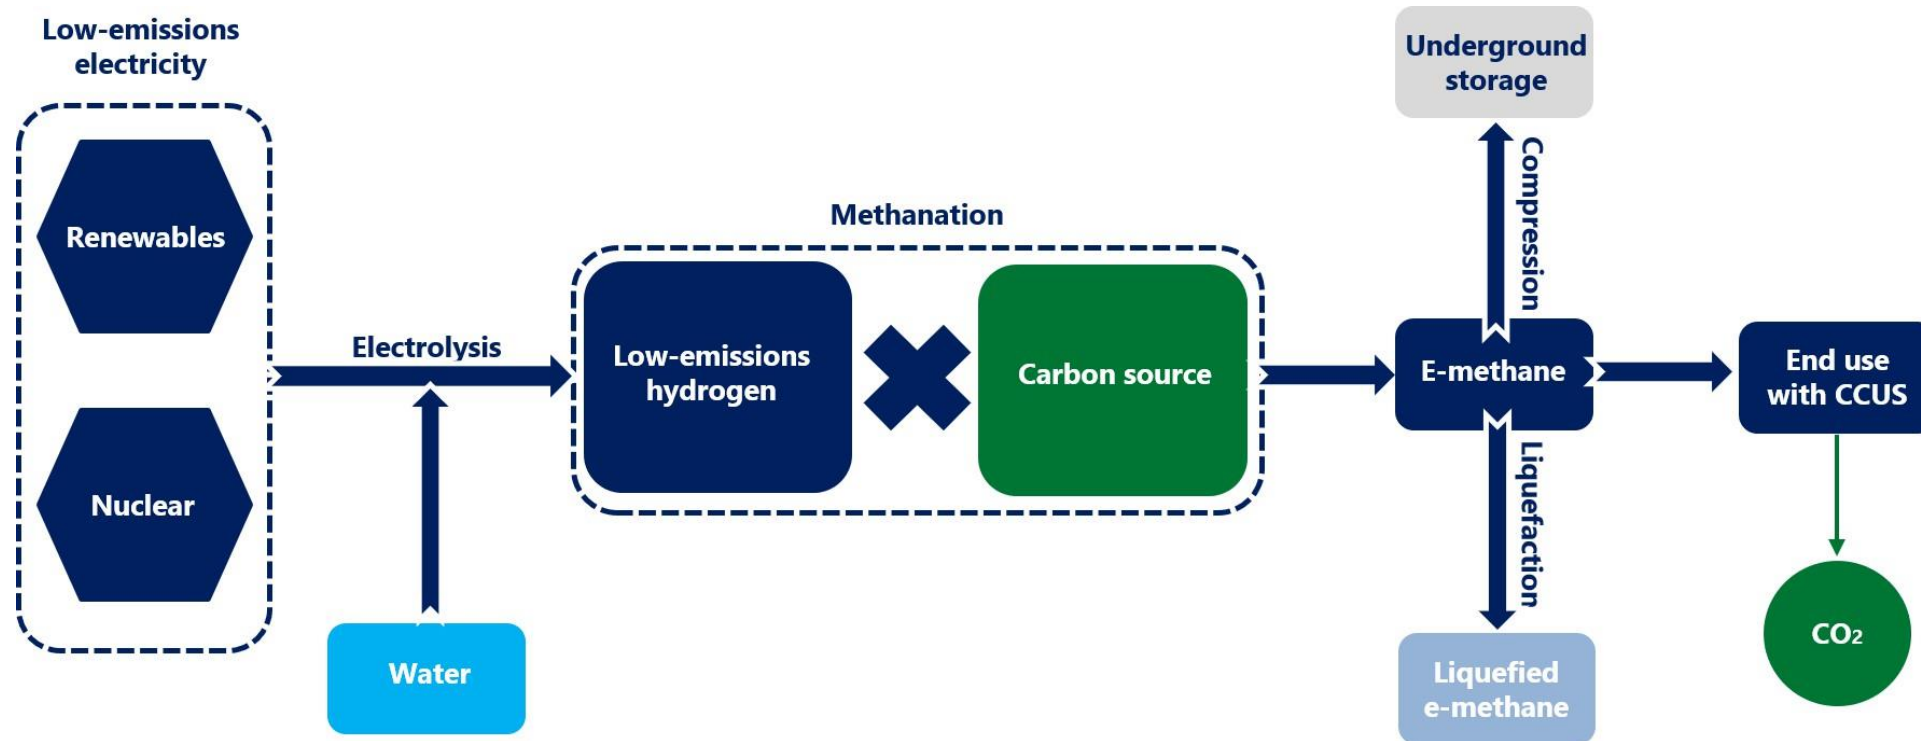 Low-emissions
electricity
Renewables
Nuclear
Electrolysis
Water
Methanation
Low-emissions
hydrogen
Carbon source
Underground
storage
Compression
E-methane
Liquefaction
Liquefied
e-methane
End use
with CCUS
CO₂